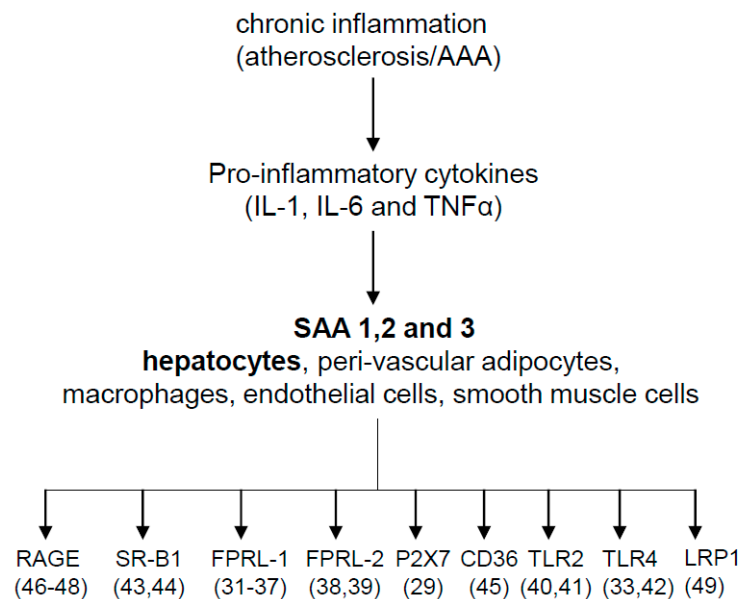 chronic inflammation
(atherosclerosis/AAA)
Pro-inflammatory cytokines
(IL-1, IL-6 and TNFα)
SAA 1,2 and 3
hepatocytes, peri-vascular adipocytes,
macrophages, endothelial cells, smooth muscle cells
RAGE SR-B1 FPRL-1 FPRL-2 P2X7 CD36 TLR2 TLR4 LRP1
(46-48) (43,44) (31-37) (38,39) (29) (45) (40,41) (33,42) (49)